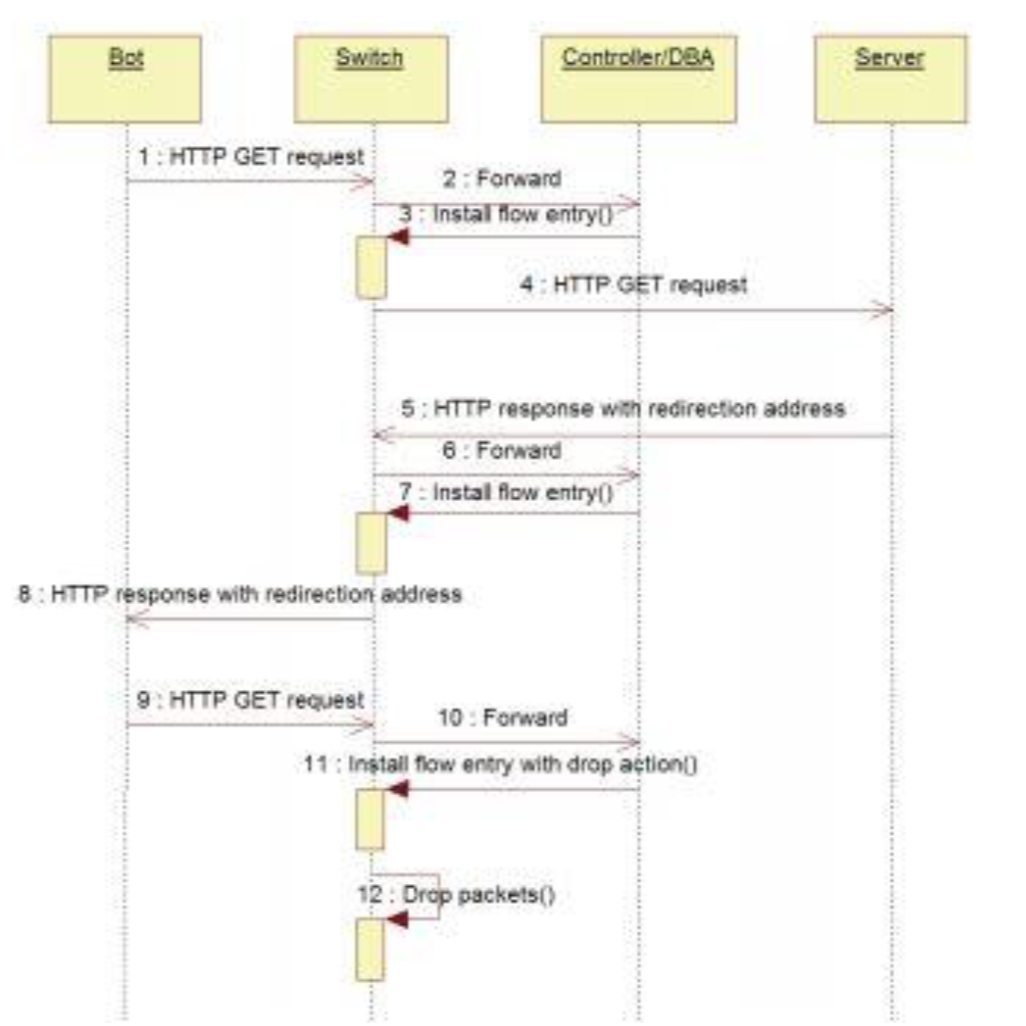 Bot
Switch
Controller/DBA
Server
1 : HTTP GET request
2 : Forward
3 : Install flow entry()
4 : HTTP GET request
5 : HTTP response with redirection address
6 : Forward
7 : Install flow entry()
8 : HTTP response with redirection address
9 : HTTP GET request
10 : Forward
11 : Install flow entry with drop action()
12 : Drop packets()